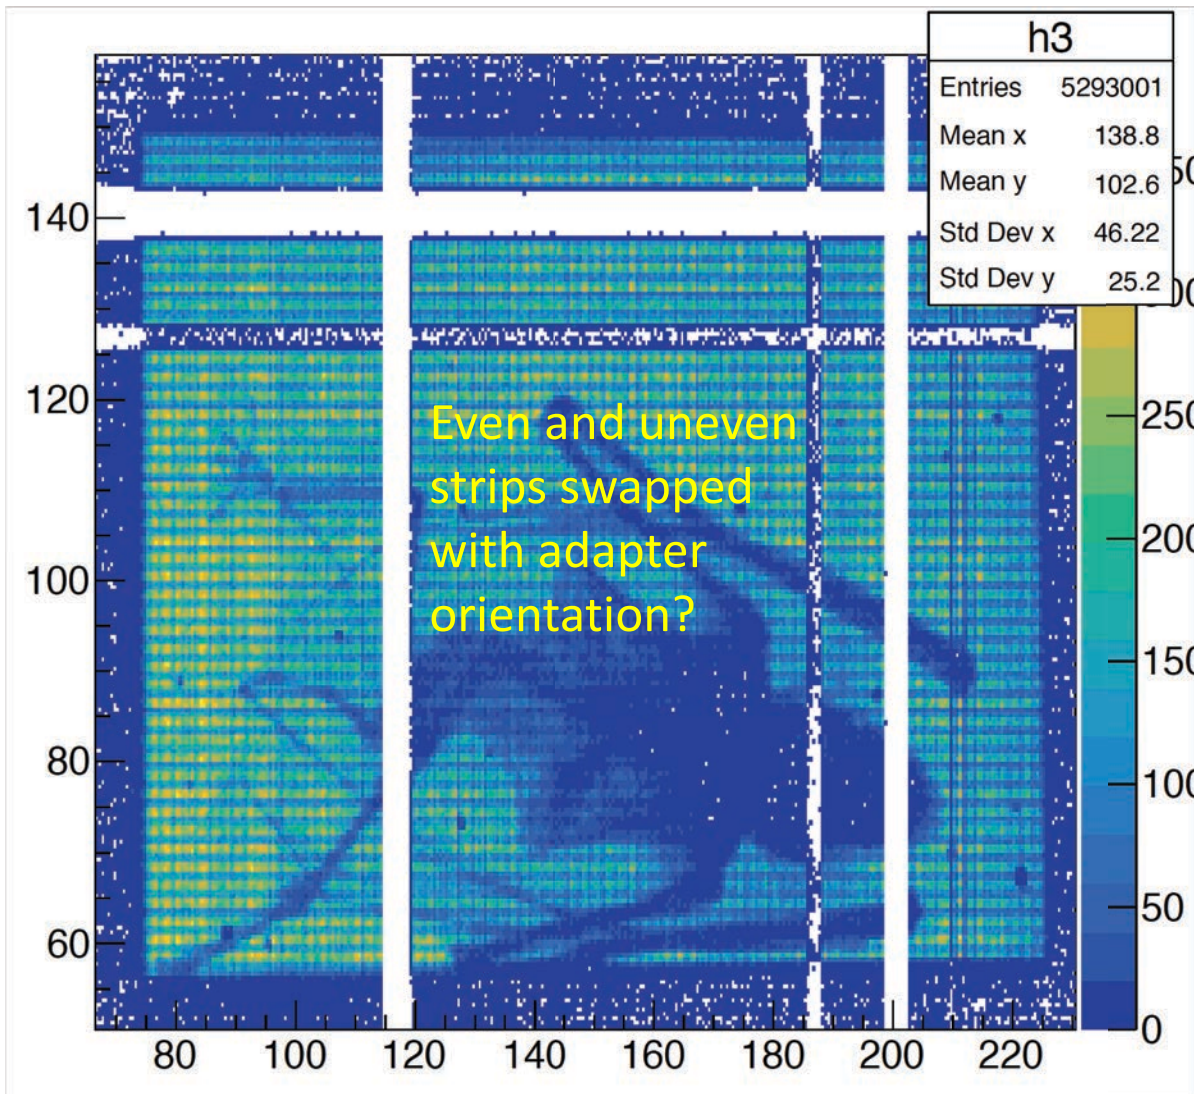 h3
Entries 5293001
Mean x 138.8
Mean y 102.6
Std Dev x 46.22
Std Dev y 25.2
140
120
100
80
60
Even and uneven
strips swapped
with adapter
orientation?
250
200
150
100
50
0
80 100 120 140 160 180 200 220